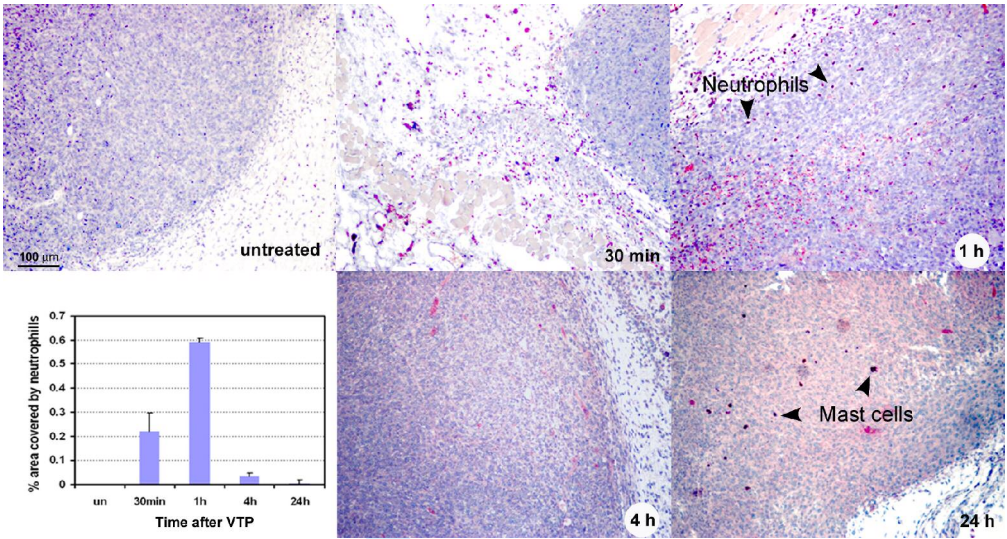 Neutrophils
100 µm
untreated
30 min
1 h
% area covered by neutrophills
0.7
0.6
0.5
0.4
0.3
0.2
0.1
0
un 30min 1h 4h 24h
Time after VTP
4 h
Mast cells
24 h